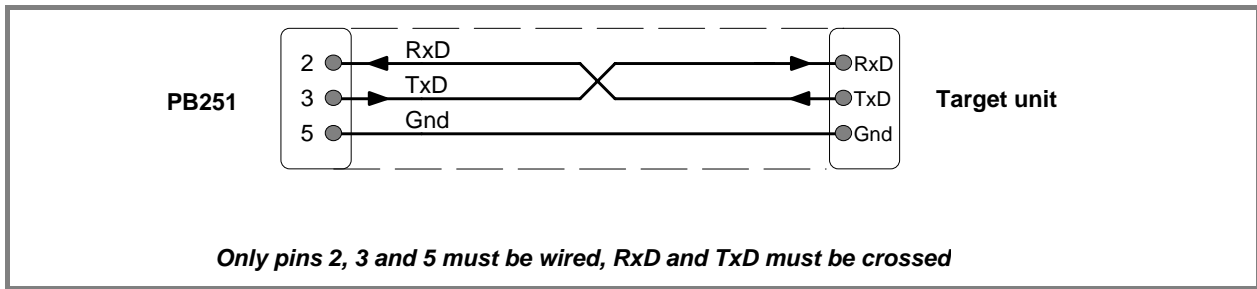 RxD
2 RxD
TxD
PB251 3 TxD Target unit
Gnd
5 Gnd
Only pins 2, 3 and 5 must be wired, RxD and TxD must be crossed